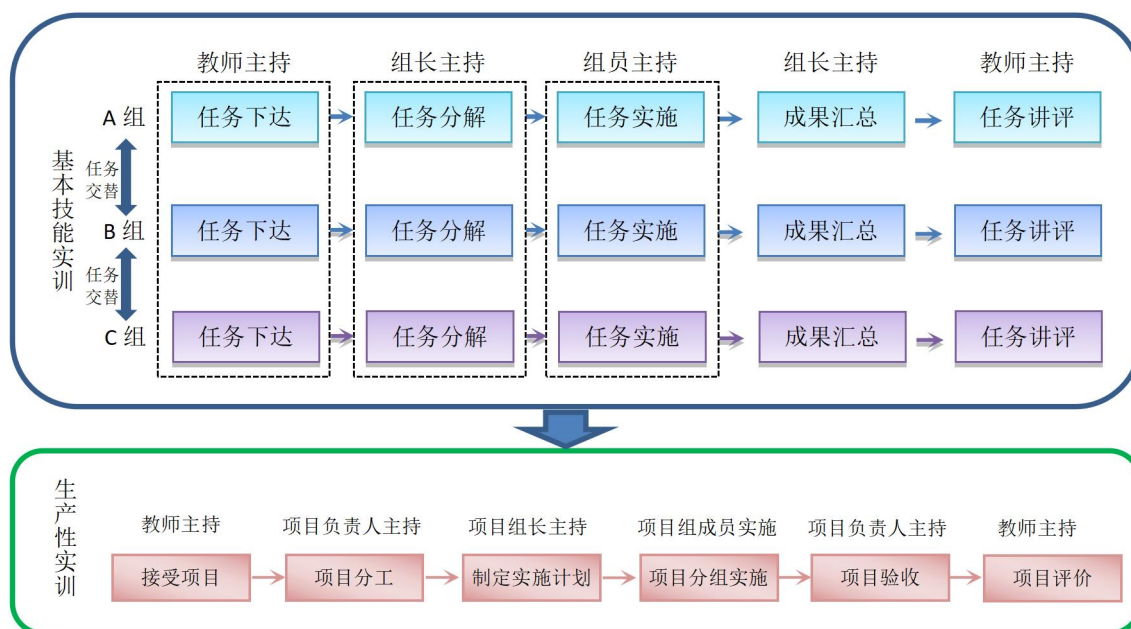 教师主持 组长主持 组员主持 组长主持 教师主持
A 组 任务下达 任务分解 任务实施 成果汇总 任务讲评
基本技能实训
任务
交替
B 组 任务下达 任务分解 任务实施 成果汇总 任务讲评
任务
交替
C 组 任务下达 任务分解 任务实施 成果汇总 任务讲评
生产性实训
教师主持 项目负责人主持 项目组长主持 项目组成员实施 项目负责人主持 教师主持
接受项目 项目分工 制定实施计划 项目分组实施 项目验收 项目评价